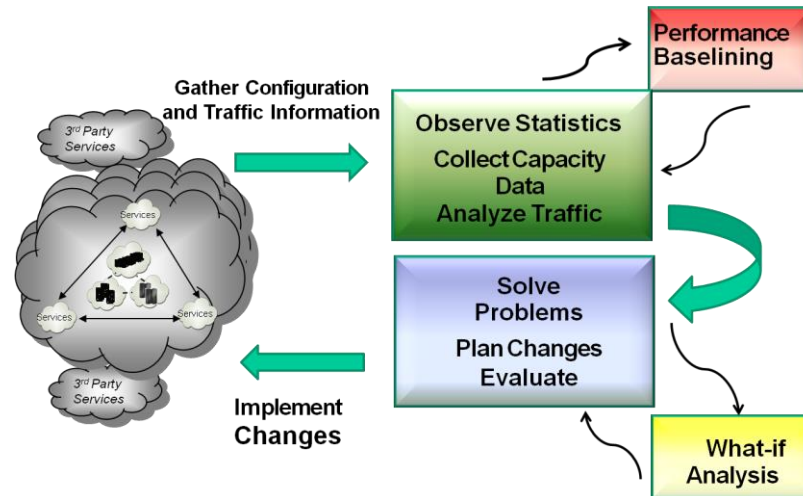 Performance
Baselining
Gather Configuration
and Traffic Information
Observe Statistics
Collect Capacity
Data
Analyze Traffic
3rd Party
Services
Services
Services
Services
3rd Party
Services
Solve
Problems
Plan Changes
Evaluate
Implement
Changes
What-if
Analysis